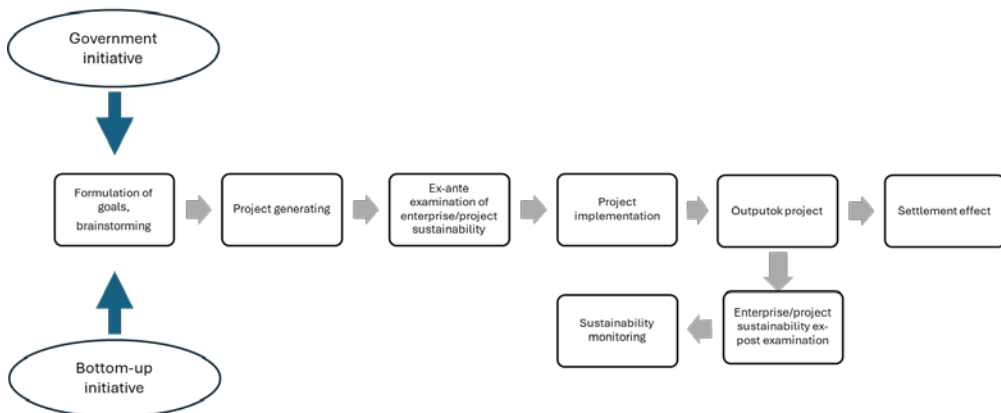 Government
initiative
Formulation of
goals,
brainstorming
Project generating
Ex-ante
examination of
enterprise/project
sustainability
Project
implementation
Outputok project
Settlement effect
Sustainability
monitoring
Enterprise/project
sustainability ex-
post examination
Bottom-up
initiative